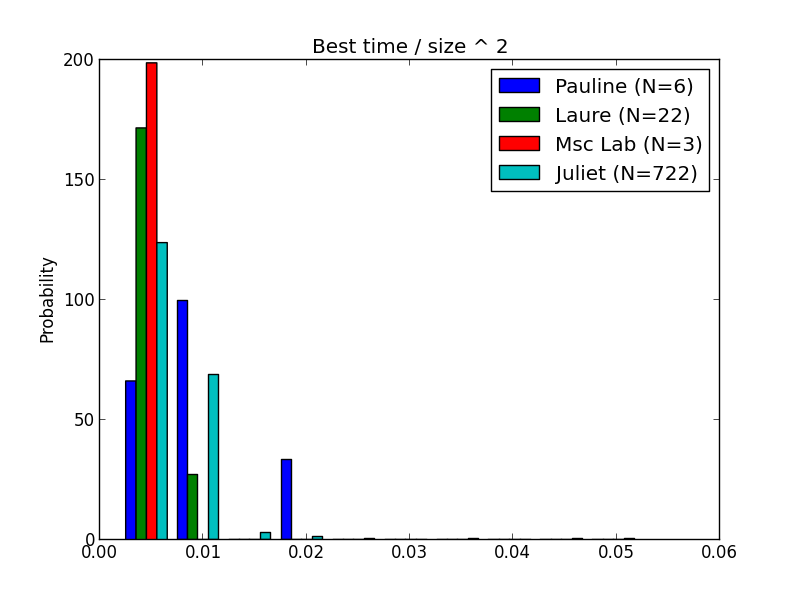 Best time / size ^ 2
Pauline (N=6)
Laure (N=22)
Msc Lab (N=3)
Juliet (N=722)
Probability
200
150
100
50
0
0.00 0.01 0.02 0.03 0.04 0.05 0.06